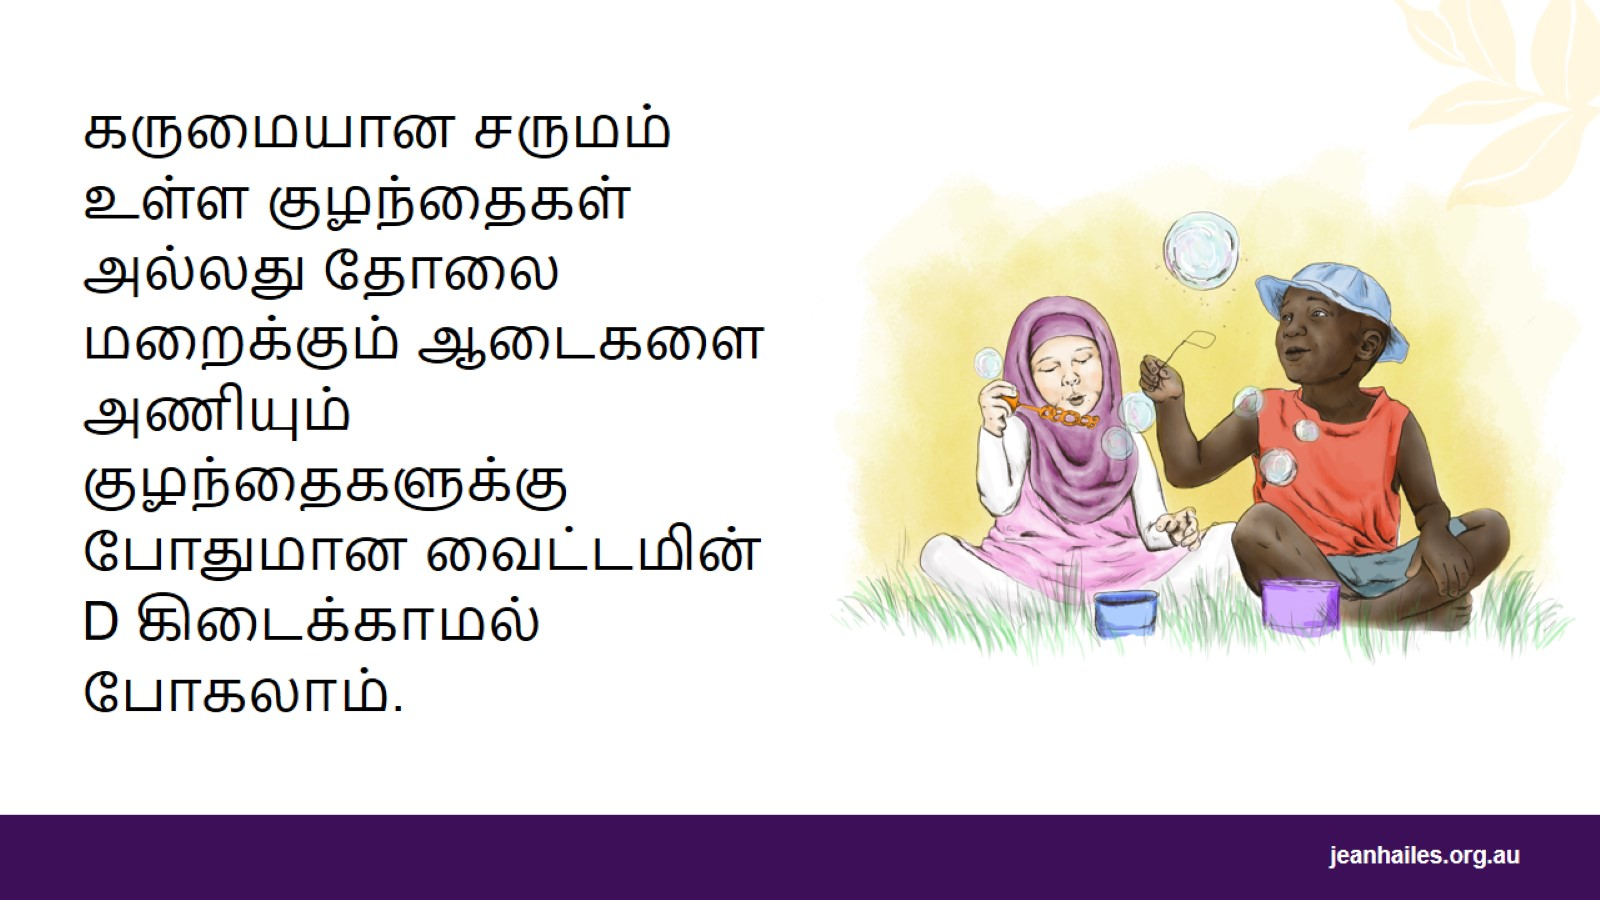 கருமையான சருமம்
உள்ள குழந்தைகள்
அல்லது தோலை
மறைக்கும் ஆடைகளை
அணியும்
குழந்தைகளுக்கு
போதுமான வைட்டமின்
D கிடைக்காமல்
போகலாம்.
jeanhailes.org.au